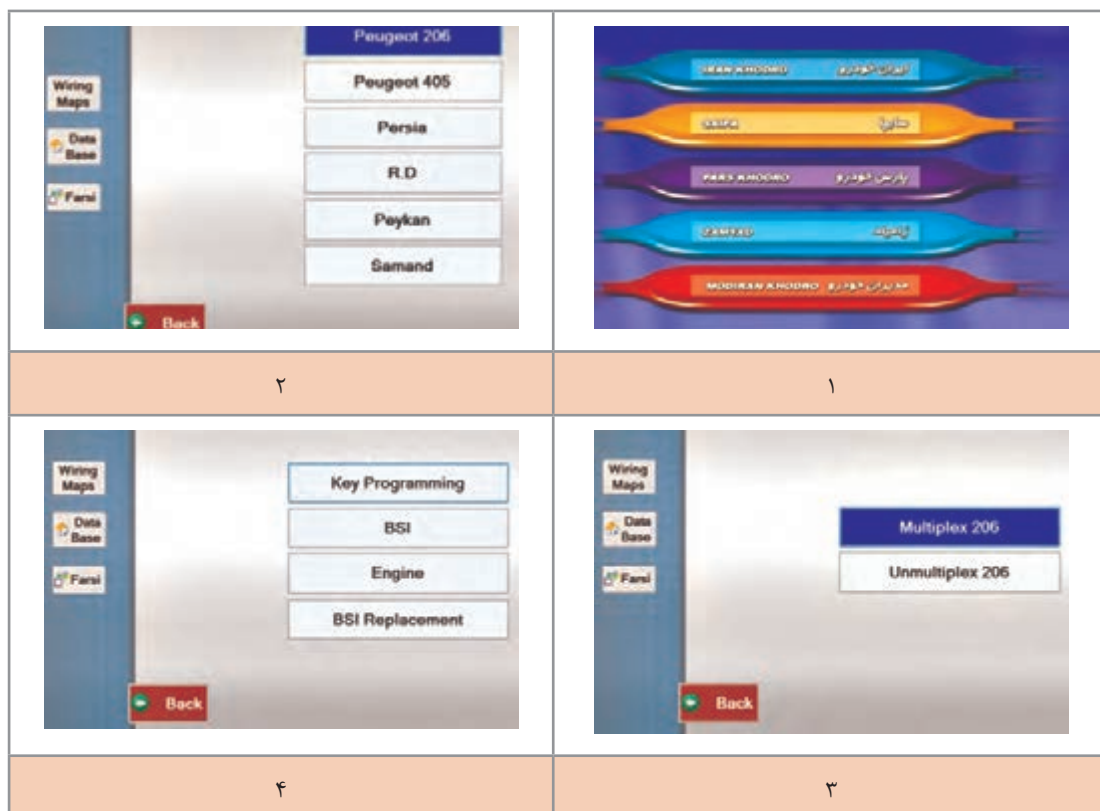 IRAN KHODRO ایران خودرو
SAIPA سایپا
PARS KHODRO پارس خودرو
ZAMYAD زامیاد
MODIRAN KHODRO مدیران خودرو
۱
Peugeot 206
Peugeot 405
Persia
R.D
Peykan
Samand
Wiring
Maps
Data
Base
Farsi
Back
۲
Multiplex 206
Unmultiplex 206
Wiring
Maps
Data
Base
Farsi
Back
۳
Key Programming
BSI
Engine
BSI Replacement
Wiring
Maps
Data
Base
Farsi
Back
۴